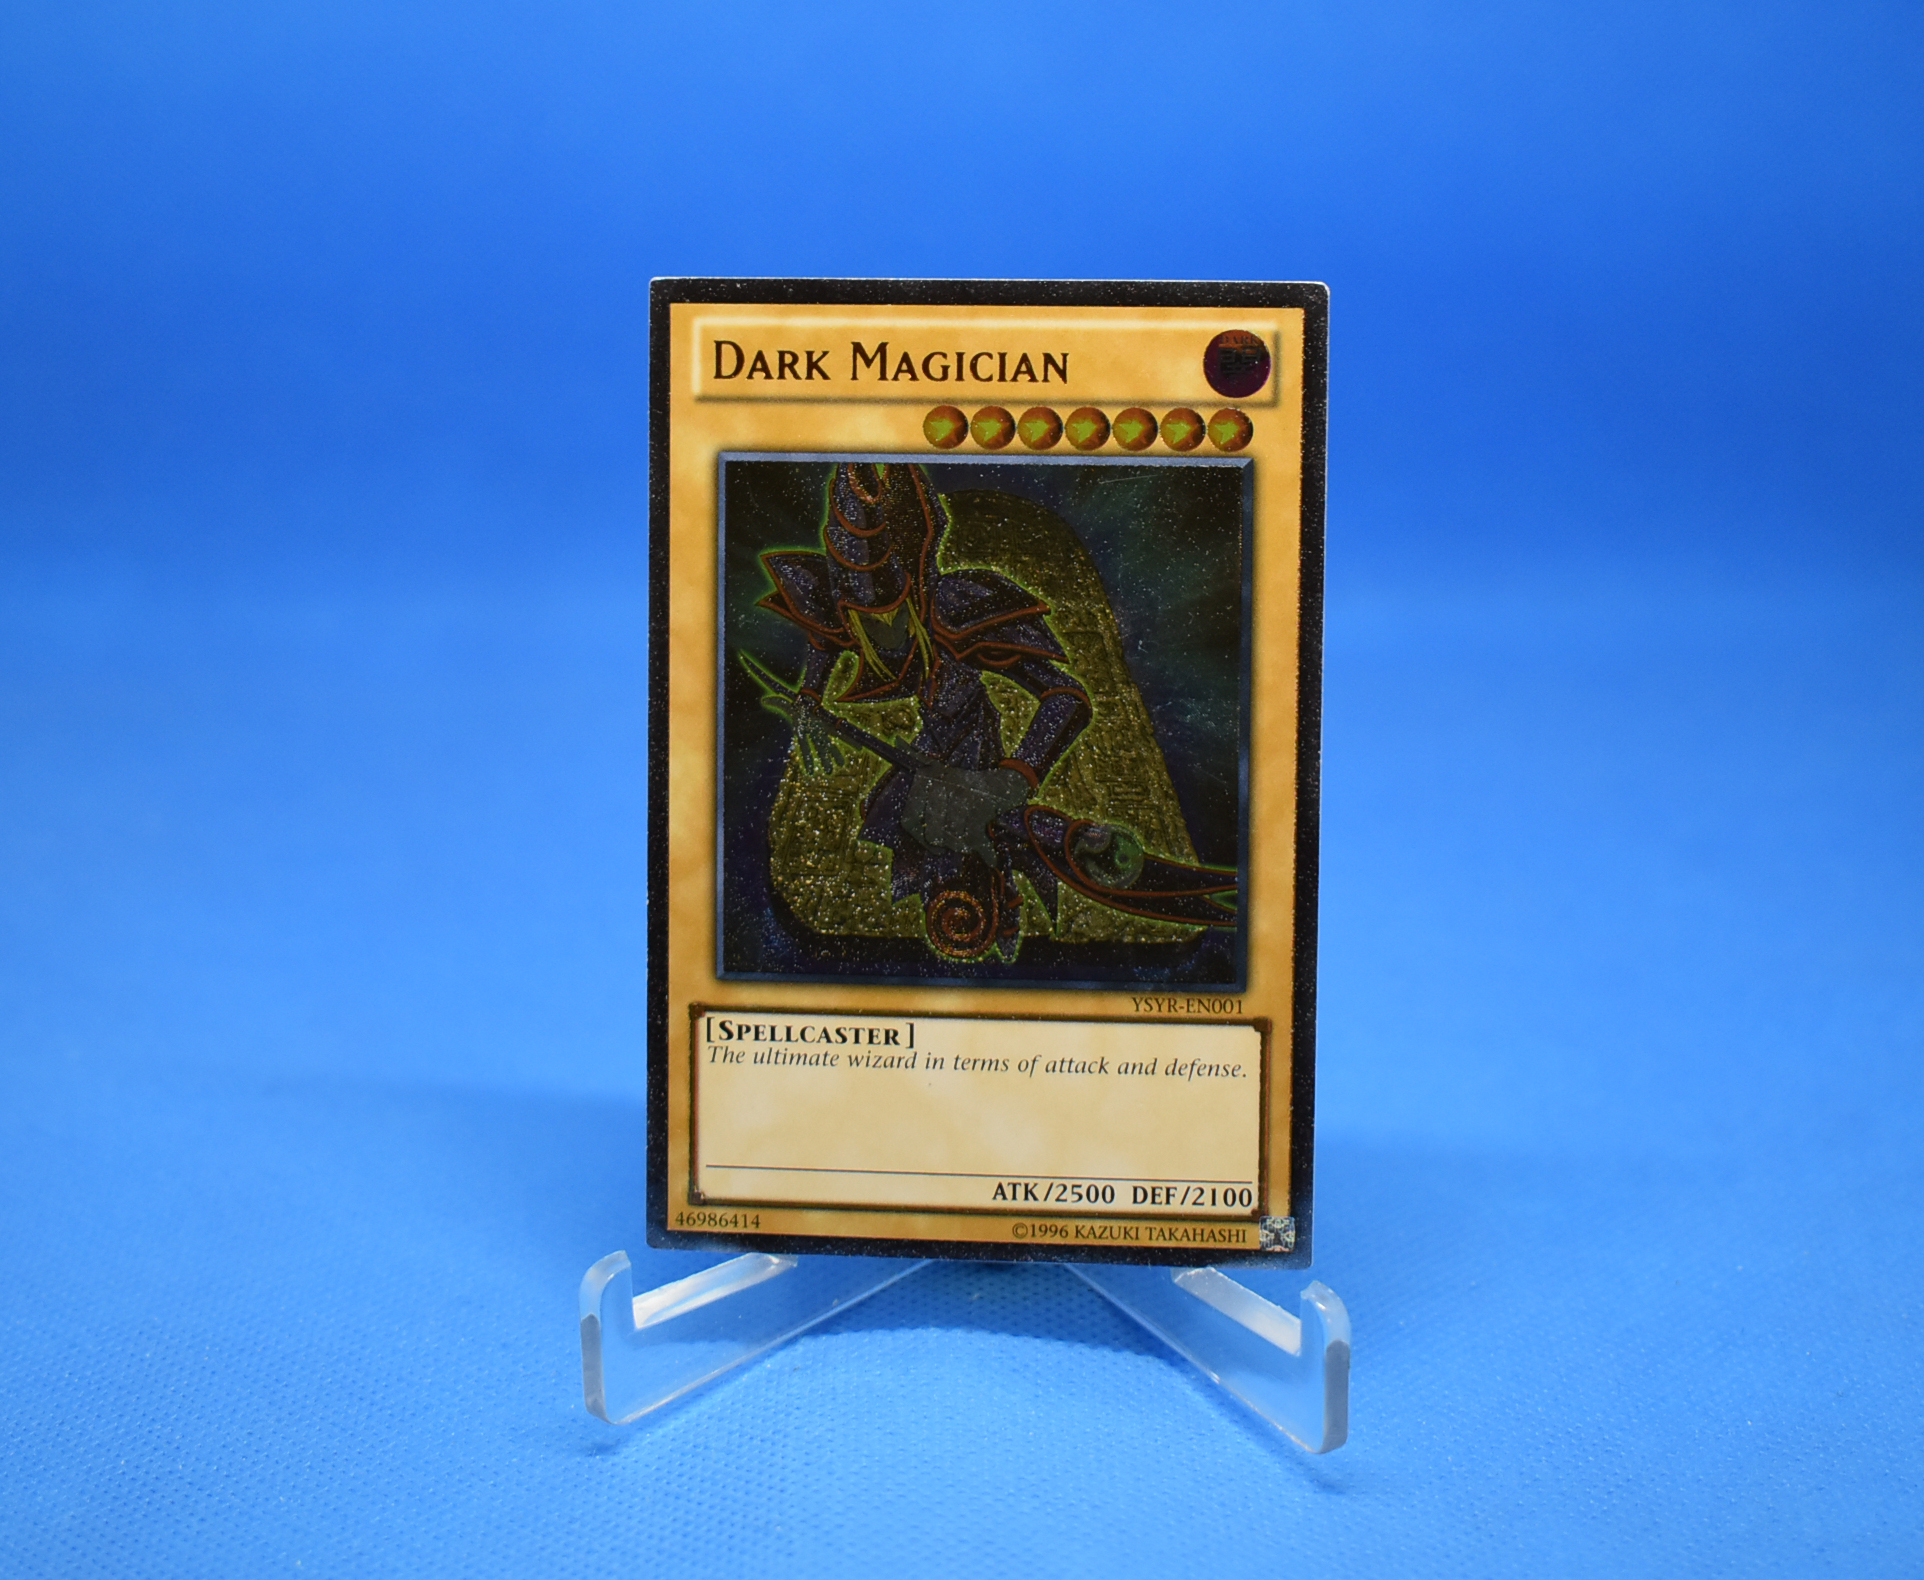 DARK MAGICIAN
DARK
YSYR-EN001
[SPELLCASTER]
The ultimate wizard in terms of attack and defense.
ATK/2500 DEF/2100
46986414
©1996 KAZUKI TAKAHASHI